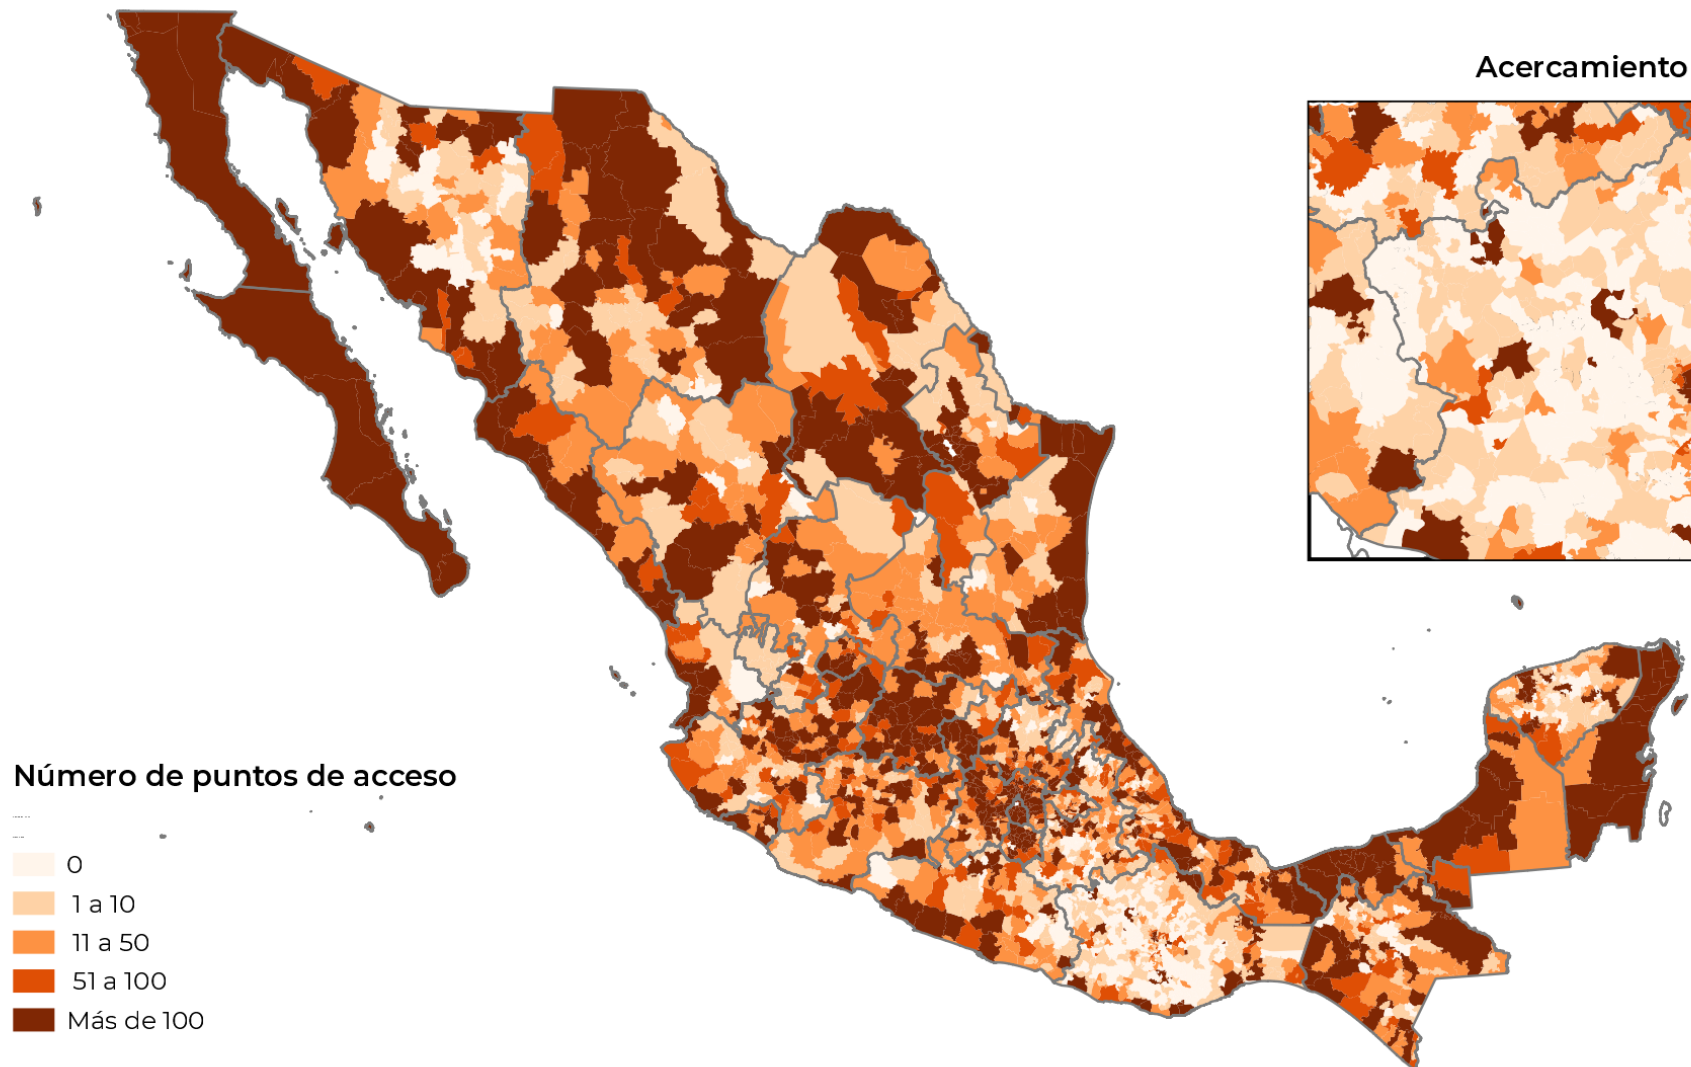 Acercamiento
Número de puntos de acceso
0
1 a 10
11 a 50
51 a 100
Más de 100